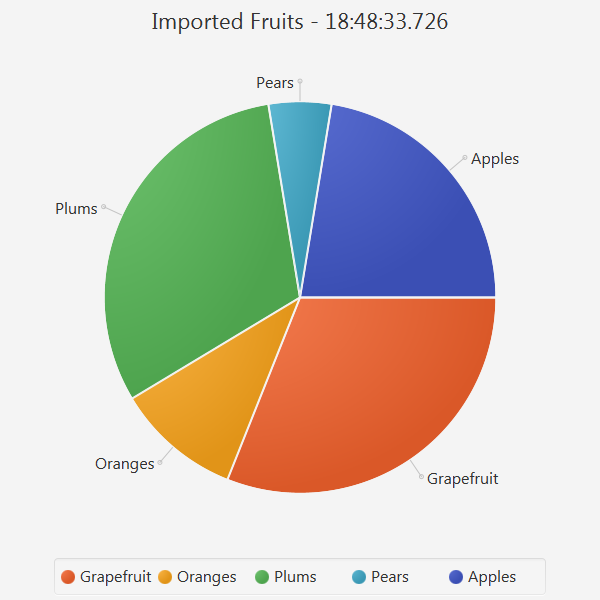 Imported Fruits - 18:48:33.726
Pears
Apples
Plums
Oranges
Grapefruit
Grapefruit Oranges Plums Pears Apples